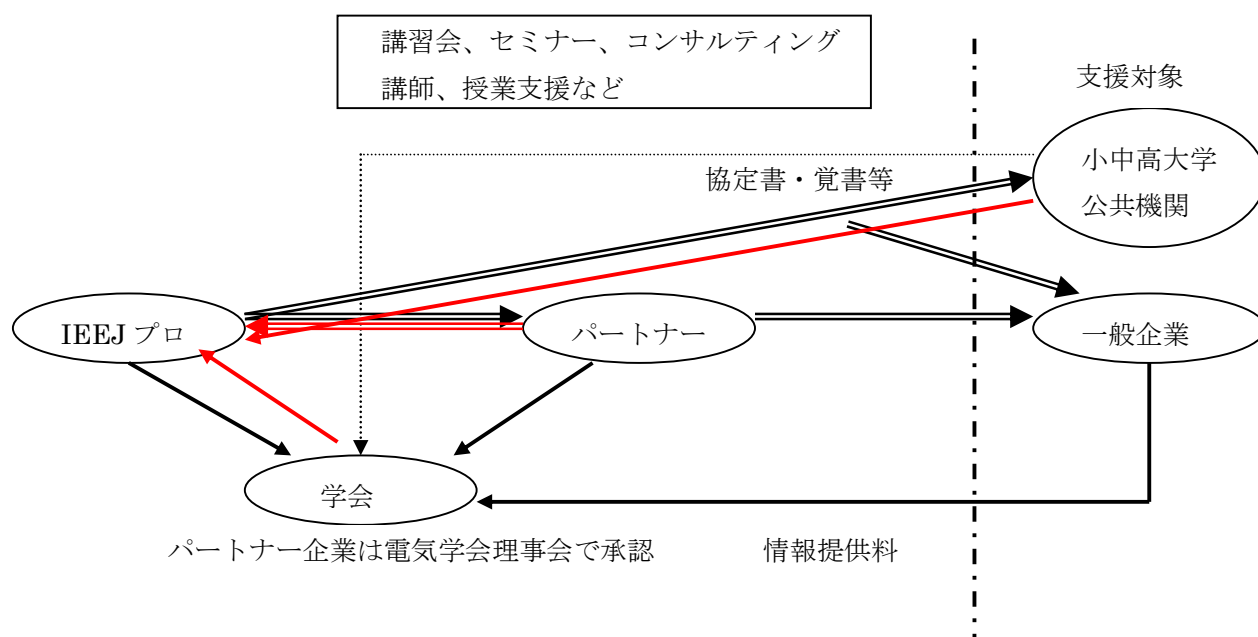 講習会、セミナー、コンサルティング
講師、授業支援など
支援対象
小中高大学
公共機関
協定書・覚書等
IEEJ プロ
パートナー
一般企業
学会
パートナー企業は電気学会理事会で承認
情報提供料